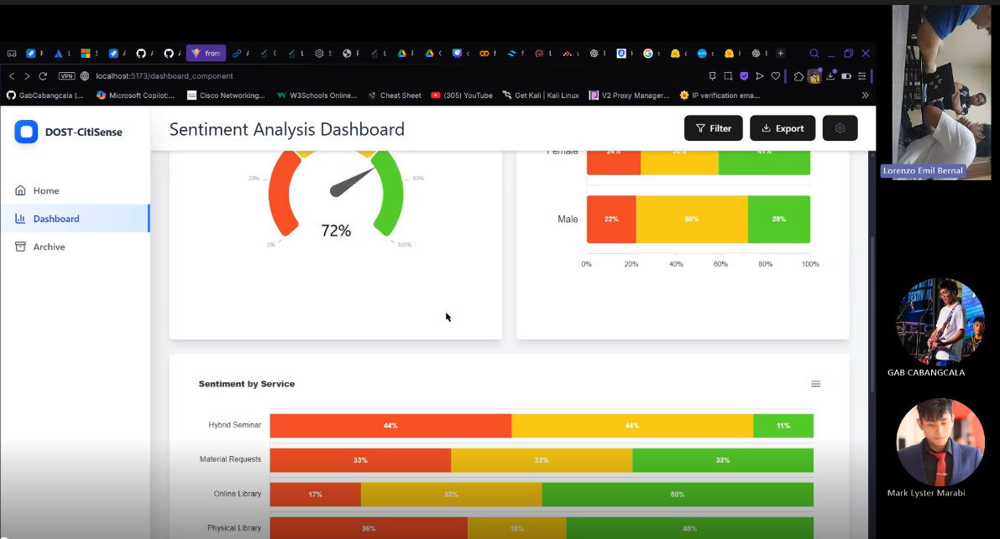 front
VPN localhost:5173/dashboard_component
GabCabangcala (...
Microsoft Copilot:...
Cisco Networking...
W3Schools Online...
Cheat Sheet
(305) YouTube
Get Kali | Kali Linux
V2 Proxy Manager...
IP verification ema...
DOST-CitiSense
Sentiment Analysis Dashboard
Filter
Export
Home
Dashboard
Archive
20%
80%
72%
0%
100%
Female
24%
41%
Male
22%
50%
28%
0% 20% 40% 60% 80% 100%
Sentiment by Service
Hybrid Seminar 44% 44% 11%
Material Requests 33% 33% 33%
Online Library 17% 33% 50%
Physical Library 36% 18% 45%
Lorenzo Emil Bernal
FESTIVAL
GAB CABANGCALA
Mark Lyster Marabi